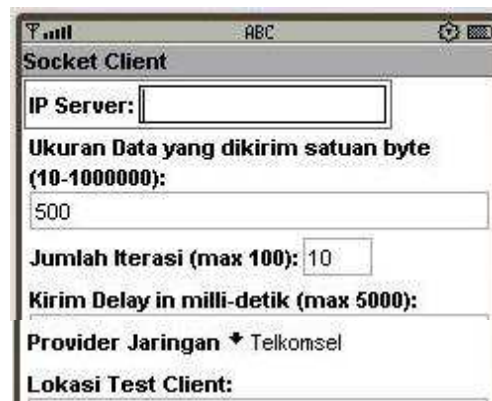 ABC
Socket Client
IP Server:
Ukuran Data yang dikirim satuan byte
(10-1000000):
500
Jumlah Iterasi (max 100): 10
Kirim Delay in milli-detik (max 5000):
Provider Jaringan Telkomsel
Lokasi Test Client: